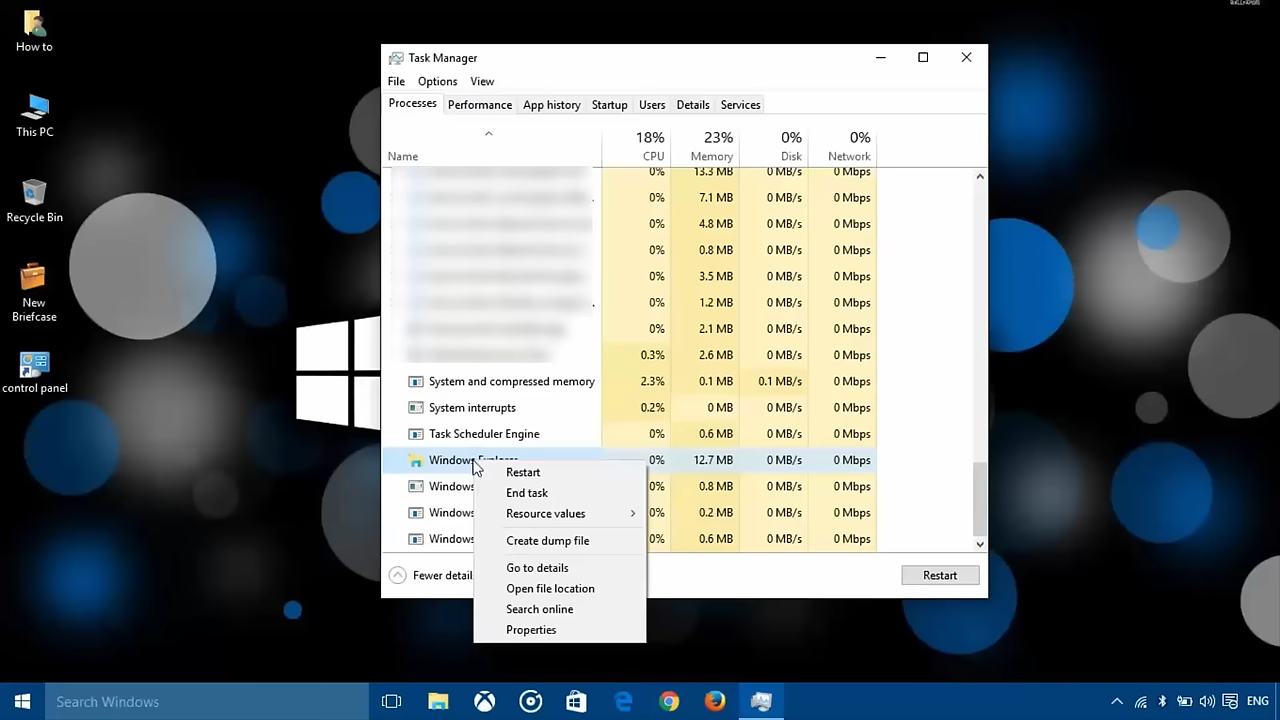 How to
This PC
Recycle Bin
New
Briefcase
control panel
Task Manager
File Options View
Processes Performance App history Startup Users Details Services
18% 23% 0% 0%
Name CPU Memory Disk Network
0% 13.3 MB 0 MB/s 0 Mbps
0% 7.1 MB 0 MB/s 0 Mbps
0% 4.8 MB 0 MB/s 0 Mbps
0% 0.8 MB 0 MB/s 0 Mbps
0% 3.5 MB 0 MB/s 0 Mbps
0% 1.2 MB 0 MB/s 0 Mbps
0% 2.1 MB 0 MB/s 0 Mbps
0.3% 2.6 MB 0 MB/s 0 Mbps
System and compressed memory 2.3% 0.1 MB 0.1 MB/s 0 Mbps
System interrupts 0.2% 0 MB 0 MB/s 0 Mbps
Task Scheduler Engine 0% 0.6 MB 0 MB/s 0 Mbps
Windows Explorer 0% 12.7 MB 0 MB/s 0 Mbps
Windows 0% 0.8 MB 0 MB/s 0 Mbps
Windows 0% 0.2 MB 0 MB/s 0 Mbps
Windows 0% 0.6 MB 0 MB/s 0 Mbps
Restart
End task
Resource values
Create dump file
Go to details
Open file location
Search online
Properties
Fewer detail
Restart
Search Windows
ENG